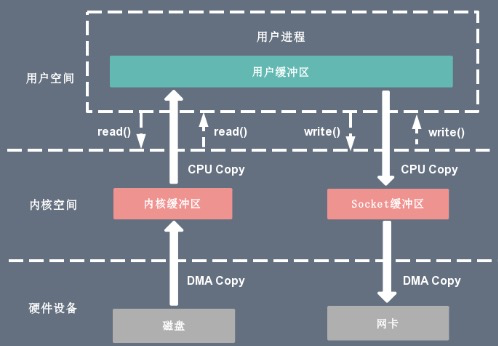 用户进程
用户空间
用户缓冲区
read()
read()
write()
write()
CPU Copy
CPU Copy
内核空间
内核缓冲区
Socket缓冲区
DMA Copy
DMA Copy
硬件设备
磁盘
网卡